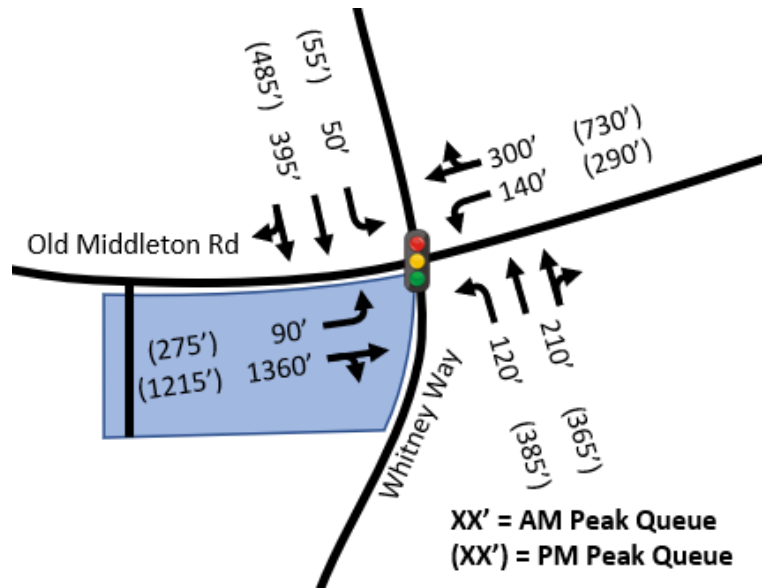 (485’) 395’
(55’) 50’
300’ (730’)
140’ (290’)
Old Middleton Rd
(275’) 90’
(1215’) 1360’
120’ (385’)
210’ (365’)
Whitney Way
XX’ = AM Peak Queue
(XX’) = PM Peak Queue